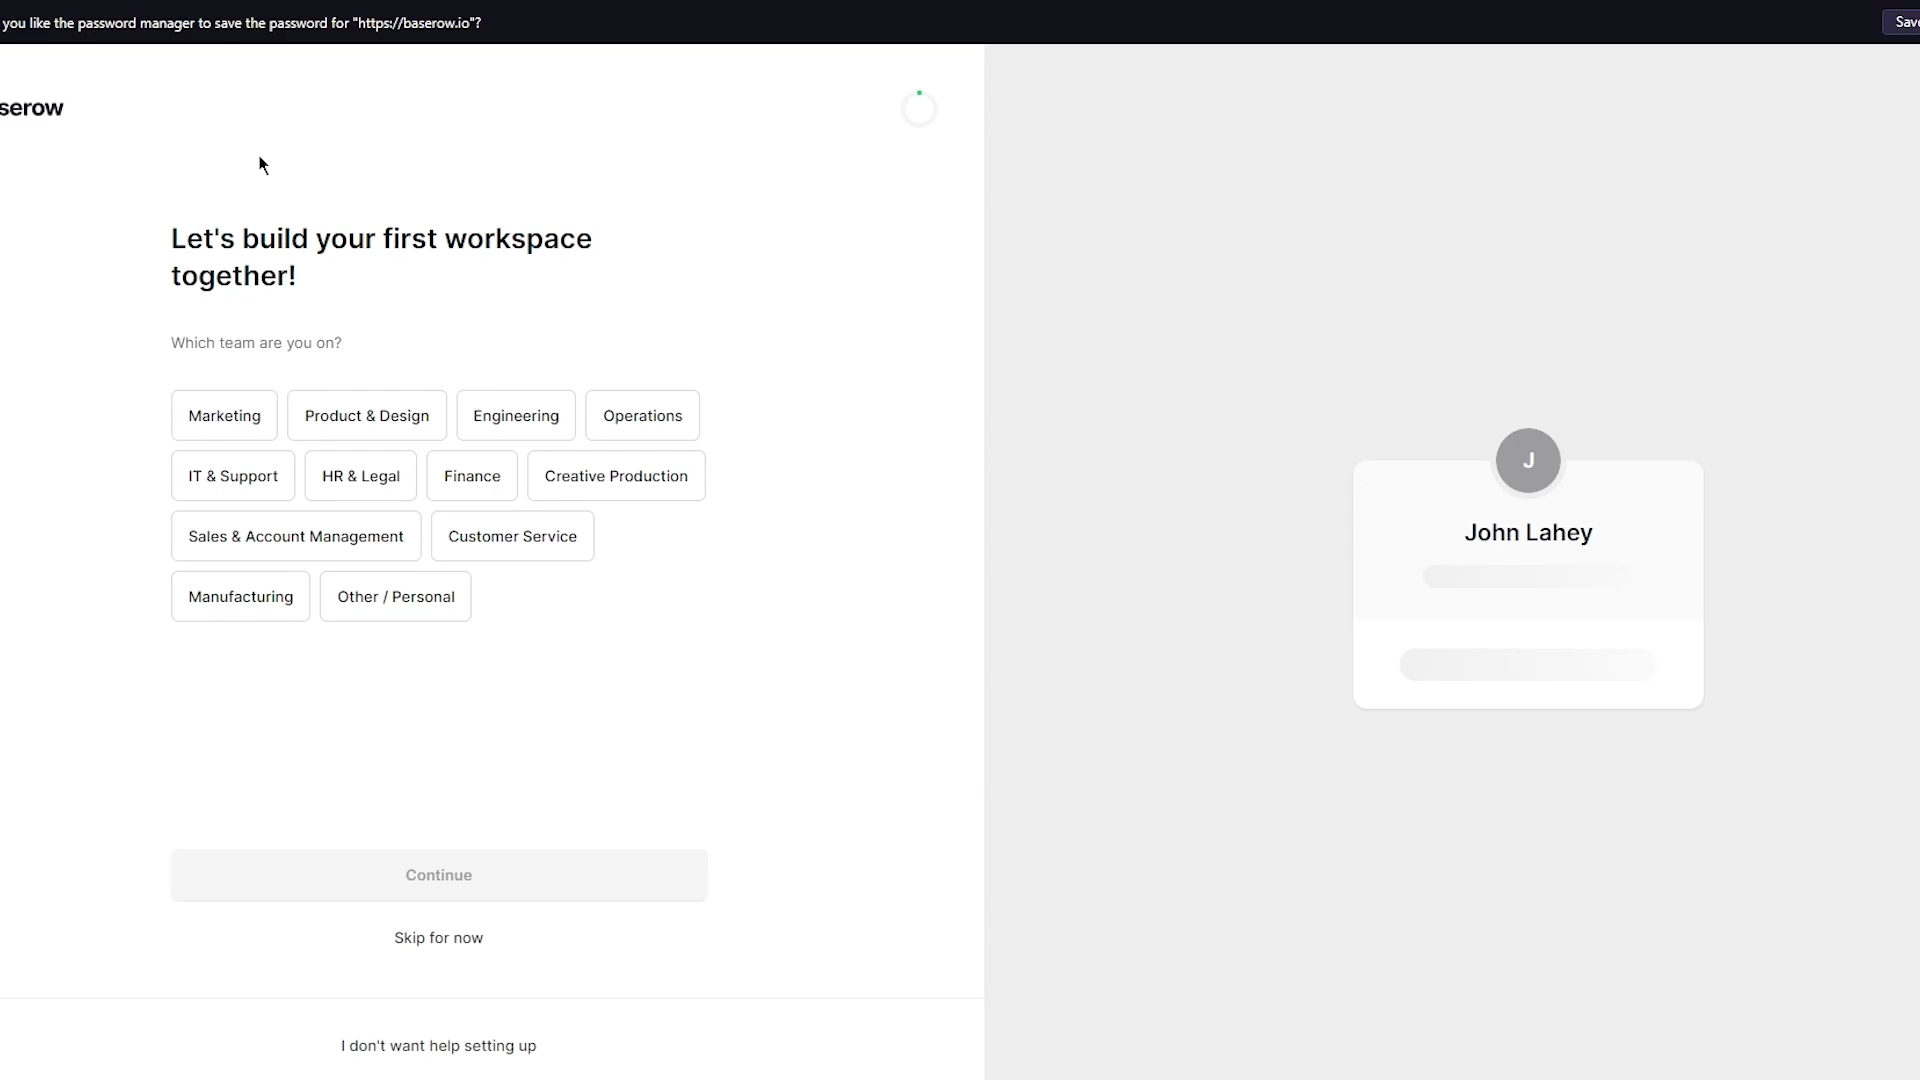 you like the password manager to save the password for "https://baserow.io"?
Save
serow
Let's build your first workspace
together!
Which team are you on?
Marketing
Product & Design
Engineering
Operations
IT & Support
HR & Legal
Finance
Creative Production
Sales & Account Management
Customer Service
Manufacturing
Other / Personal
Continue
Skip for now
I don't want help setting up
J
John Lahey